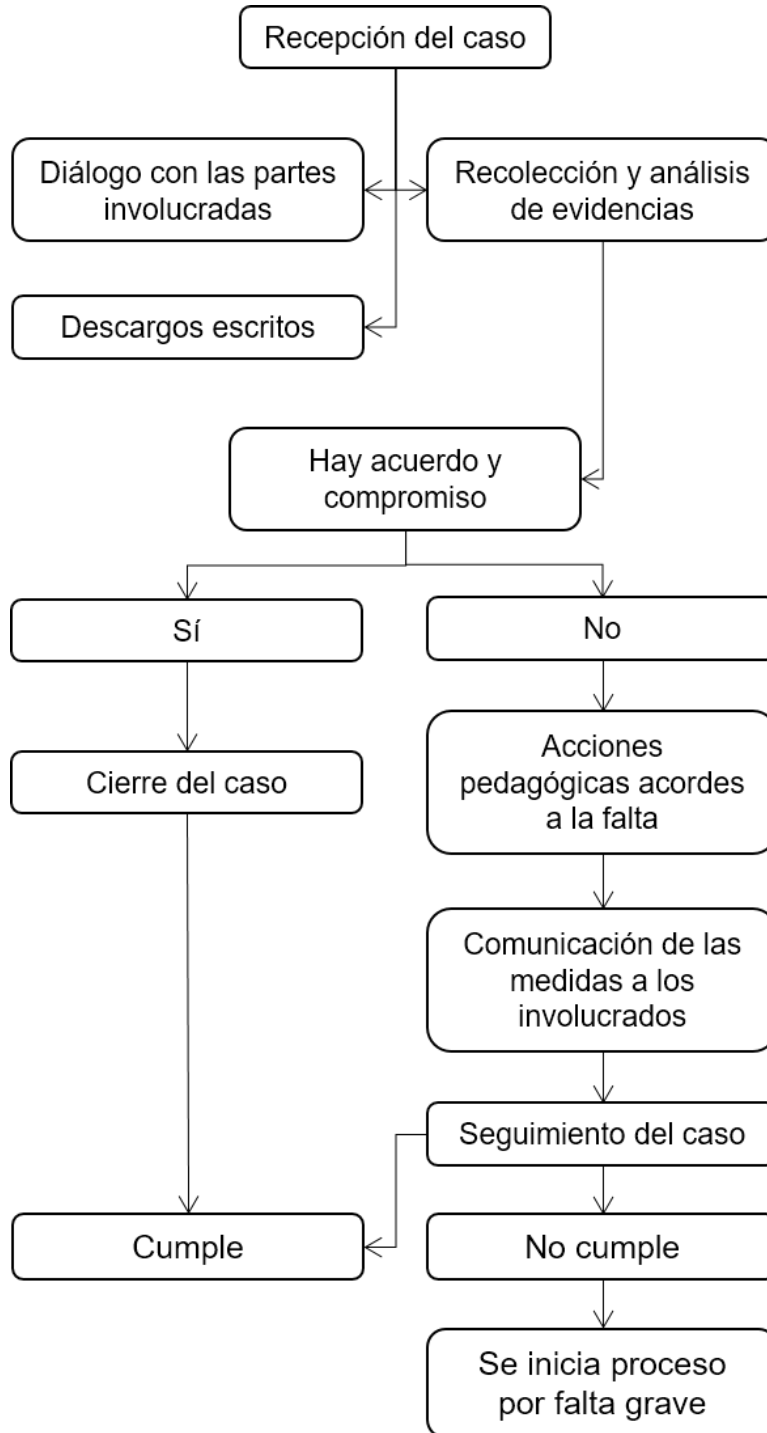 Recepción del caso
Diálogo con las partes
involucradas
Recolección y análisis
de evidencias
Descargos escritos
Hay acuerdo y
compromiso
Sí
No
Cierre del caso
Acciones
pedagógicas acordes
a la falta
Comunicación de las
medidas a los
involucrados
Seguimiento del caso
Cumple
No cumple
Se inicia proceso
por falta grave